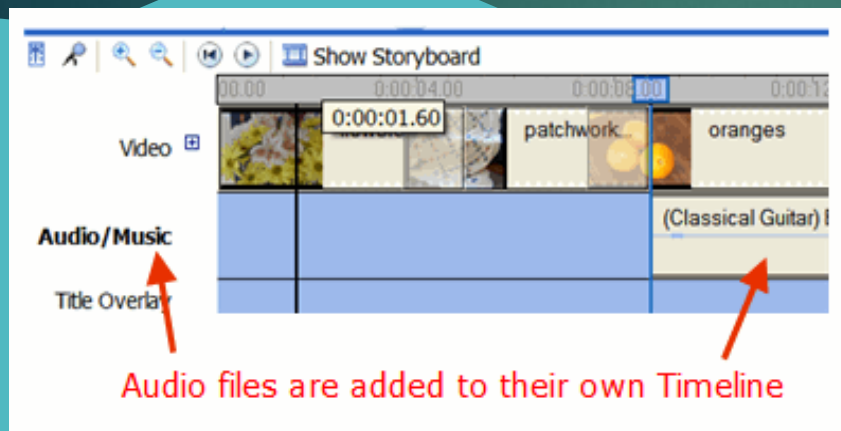 Show Storyboard
00.00 0:00:04.00 0:00:08.00 0:00:12
0:00:01.60
Video patchwork... oranges
Audio/Music (Classical Guitar)
Title Overlay
Audio files are added to their own Timeline